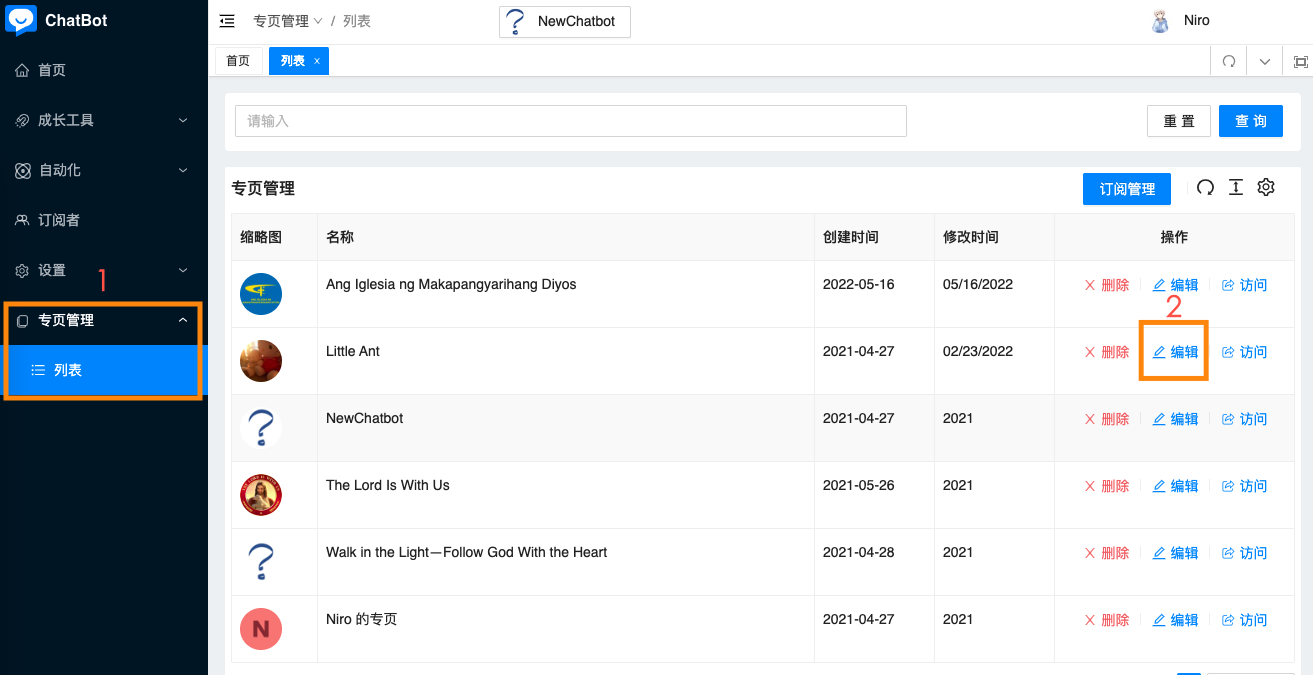 ChatBot
专页管理 / 列表
NewChatbot
Niro
首页
列表 x
首页
成长工具
自动化
订阅者
设置
1
专页管理
列表
请输入
重 置
查 询
专页管理
订阅管理
缩略图 名称 创建时间 修改时间 操作
Ang Iglesia ng Makapangyarihang Diyos 2022-05-16 05/16/2022 删除 编辑 访问
2
Little Ant 2021-04-27 02/23/2022 删除 编辑 访问
NewChatbot 2021-04-27 2021 删除 编辑 访问
The Lord Is With Us 2021-05-26 2021 删除 编辑 访问
Walk in the Light—Follow God With the Heart 2021-04-28 2021 删除 编辑 访问
N Niro 的专页 2021-04-27 2021 删除 编辑 访问